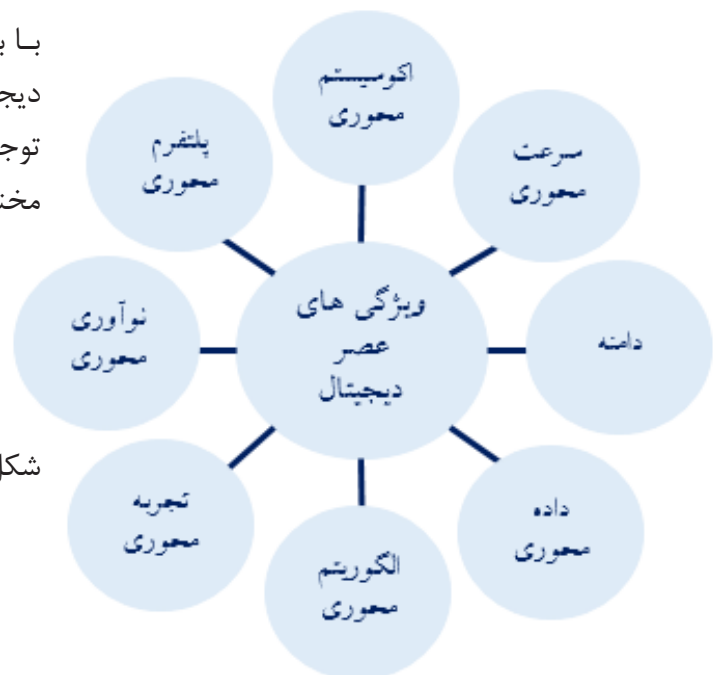 اکوسیستم
محوری
سرعت
محوری
دامنه
داده
محوری
الگوریتم
محوری
تجربه
محوری
نوآوری
محوری
پلتفرم
محوری
ویژگی های
عصر
دیجیتال
بـا